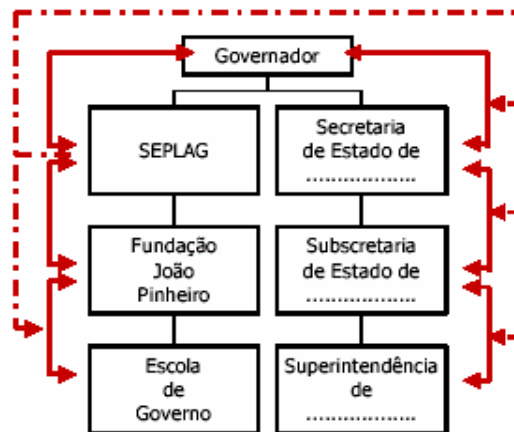 Governador
SEPLAG
Secretaria
de Estado de
...................
Fundação
João
Pinheiro
Subscretaria
de Estado de
...................
Escola
de
Governo
Superintendência
de
...................